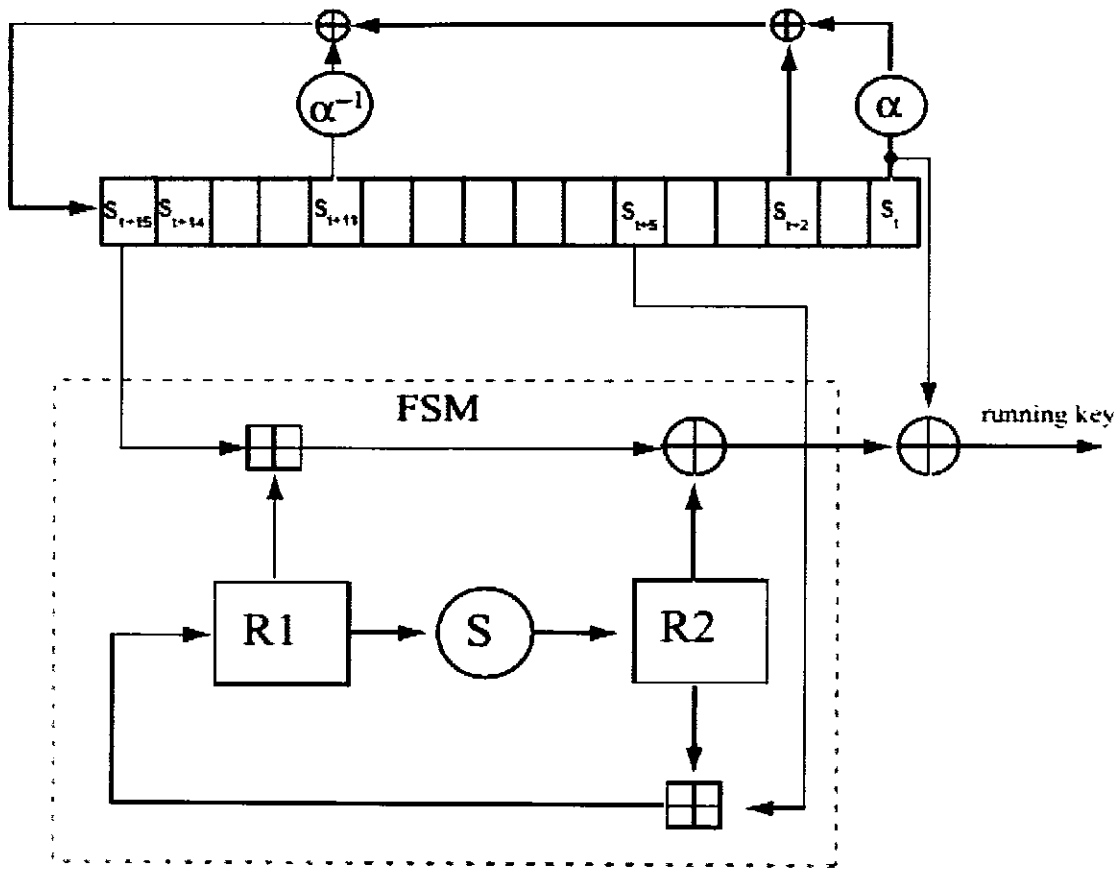 α⁻¹
α
S_{t+15} S_{t+14} S_{t+11} S_{t+5} S_{t+2} S_t
FSM
running key
R1 S R2